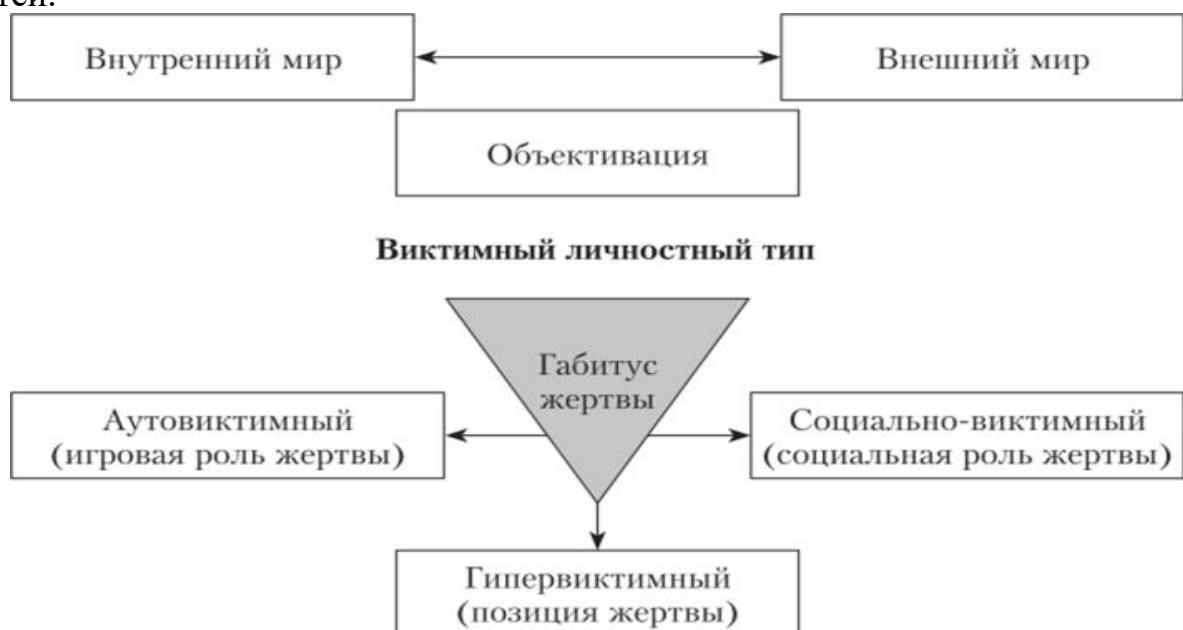 тей.
Внутренний мир
Внешний мир
Объективация
Виктимный личностный тип
Габитус
жертвы
Аутовиктимный
(игровая роль жертвы)
Социально-виктимный
(социальная роль жертвы)
Гипервиктимный
(позиция жертвы)